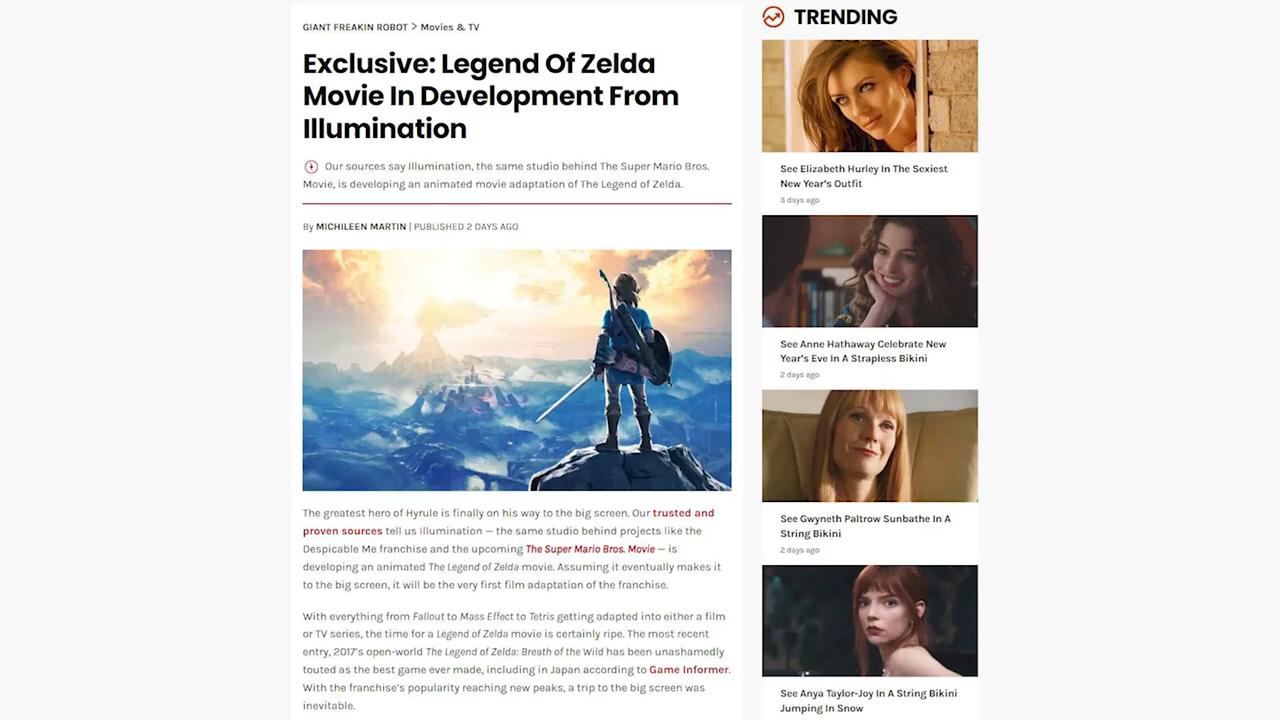 GIANT FREAKIN ROBOT > Movies & TV
Exclusive: Legend Of Zelda
Movie In Development From
Illumination
Our sources say Illumination, the same studio behind The Super Mario Bros.
Movie, is developing an animated movie adaptation of The Legend of Zelda.
By MICHILEEN MARTIN | PUBLISHED 2 DAYS AGO
The greatest hero of Hyrule is finally on his way to the big screen. Our trusted and
proven sources tell us Illumination — the same studio behind projects like the
Despicable Me franchise and the upcoming The Super Mario Bros. Movie — is
developing an animated The Legend of Zelda movie. Assuming it eventually makes it
to the big screen, it will be the very first film adaptation of the franchise.
With everything from Fallout to Mass Effect to Tetris getting adapted into either a film
or TV series, the time for a Legend of Zelda movie is certainly ripe. The most recent
entry, 2017's open-world The Legend of Zelda: Breath of the Wild has been unashamedly
touted as the best game ever made, including in Japan according to Game Informer.
With the franchise's popularity reaching new peaks, a trip to the big screen was
inevitable.
TRENDING
See Elizabeth Hurley In The Sexiest
New Year's Outfit
3 days ago
See Anne Hathaway Celebrate New
Year's Eve In A Strapless Bikini
2 days ago
See Gwyneth Paltrow Sunbathe In A
String Bikini
2 days ago
See Anya Taylor-Joy In A String Bikini
Jumping In Snow